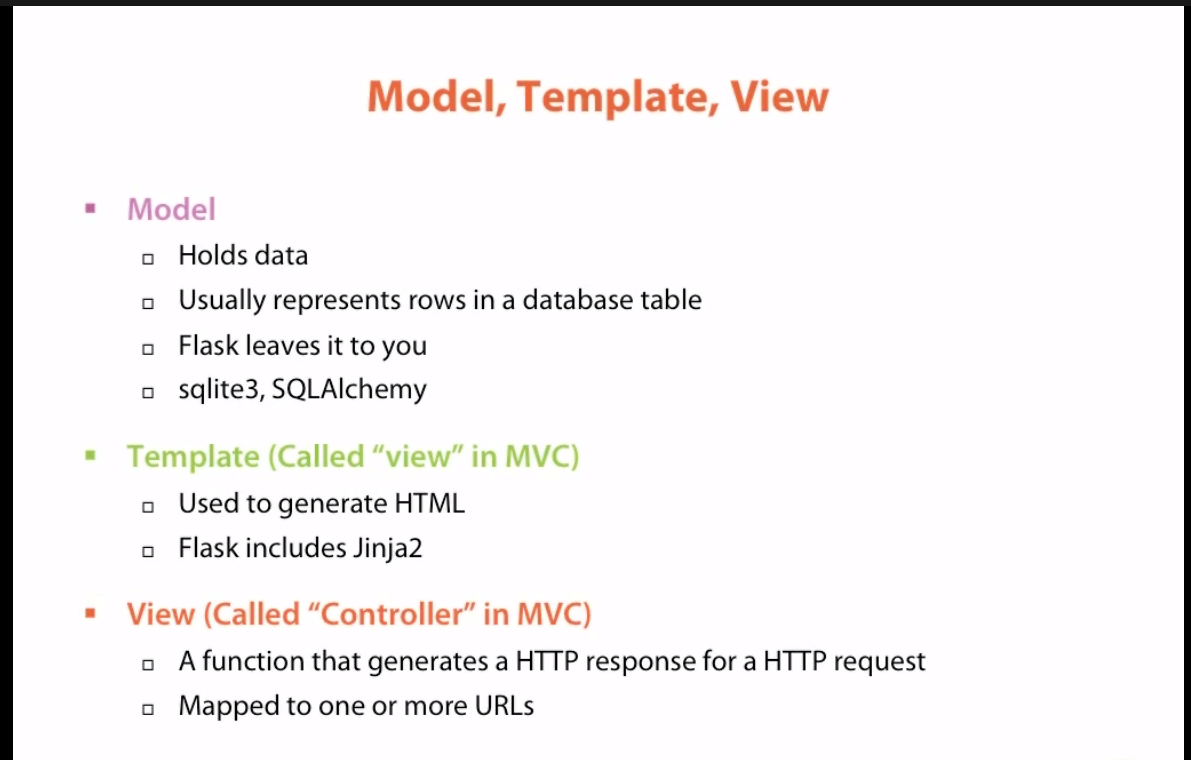 Model, Template, View
Model
Holds data
Usually represents rows in a database table
Flask leaves it to you
sqlite3, SQLAlchemy
Template (Called “view” in MVC)
Used to generate HTML
Flask includes Jinja2
View (Called “Controller” in MVC)
A function that generates a HTTP response for a HTTP request
Mapped to one or more URLs